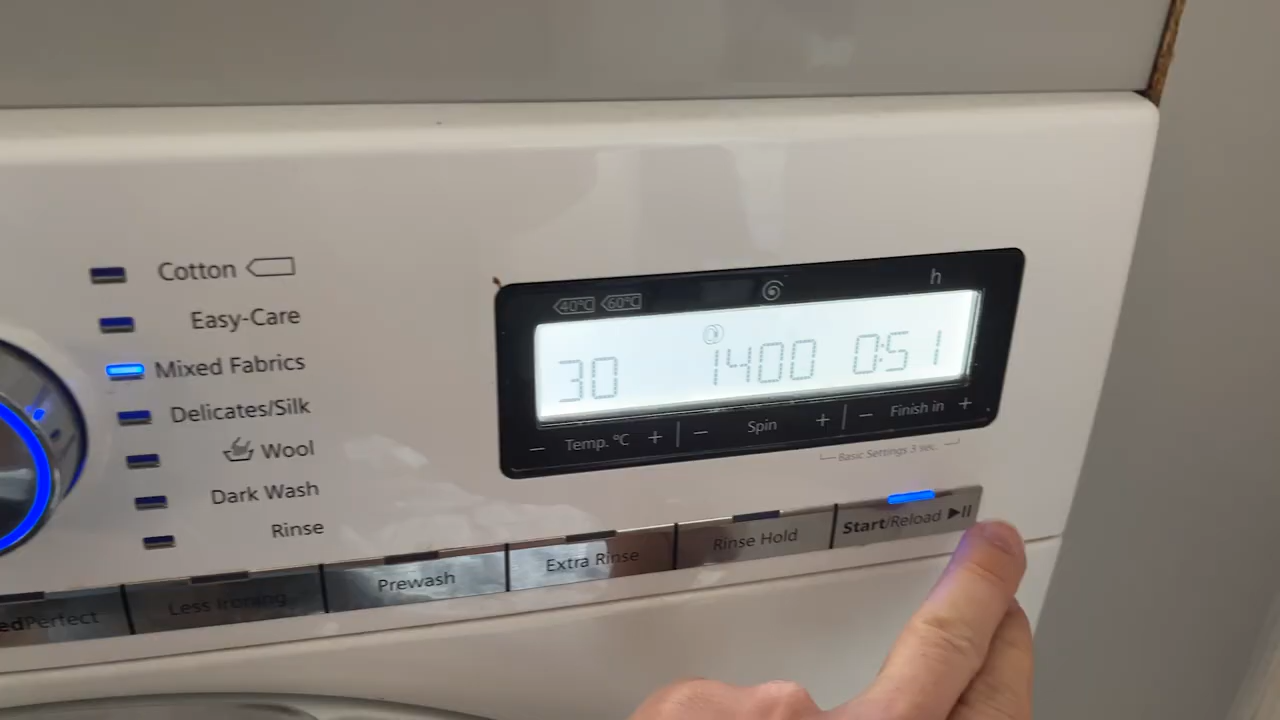 Cotton
Easy-Care
Mixed Fabrics
Delicates/Silk
Wool
Dark Wash
Rinse
40°C 60°C h
30 1400 0:51
− Temp. °C + − Spin + − Finish in +
Basic Settings 3 sec.
edPerfect
Less Ironing
Prewash
Extra Rinse
Rinse Hold
Start/Reload